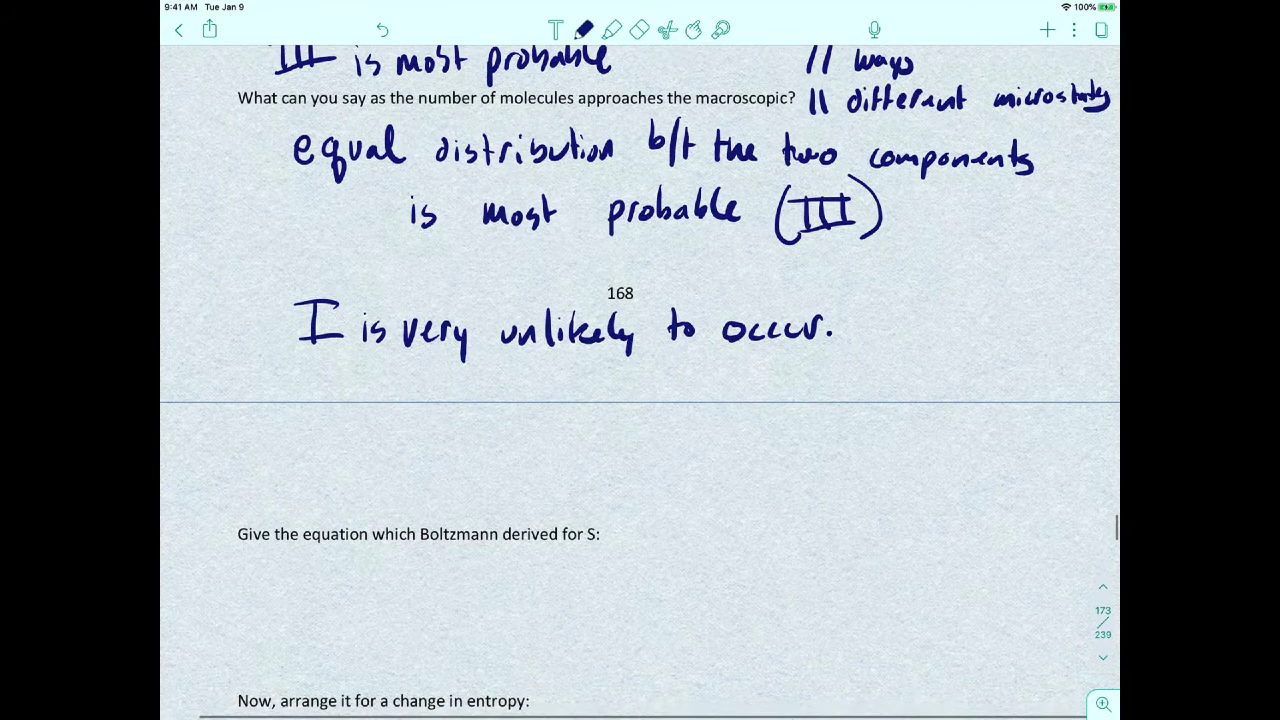 9:41 AM Tue Jan 9
100%
III is most probable
11 ways
What can you say as the number of molecules approaches the macroscopic?
11 different microstates
equal distribution b/t the two components
is most probable (III)
168
I is very unlikely to occur.
Give the equation which Boltzmann derived for S:
173
/
239
Now, arrange it for a change in entropy: